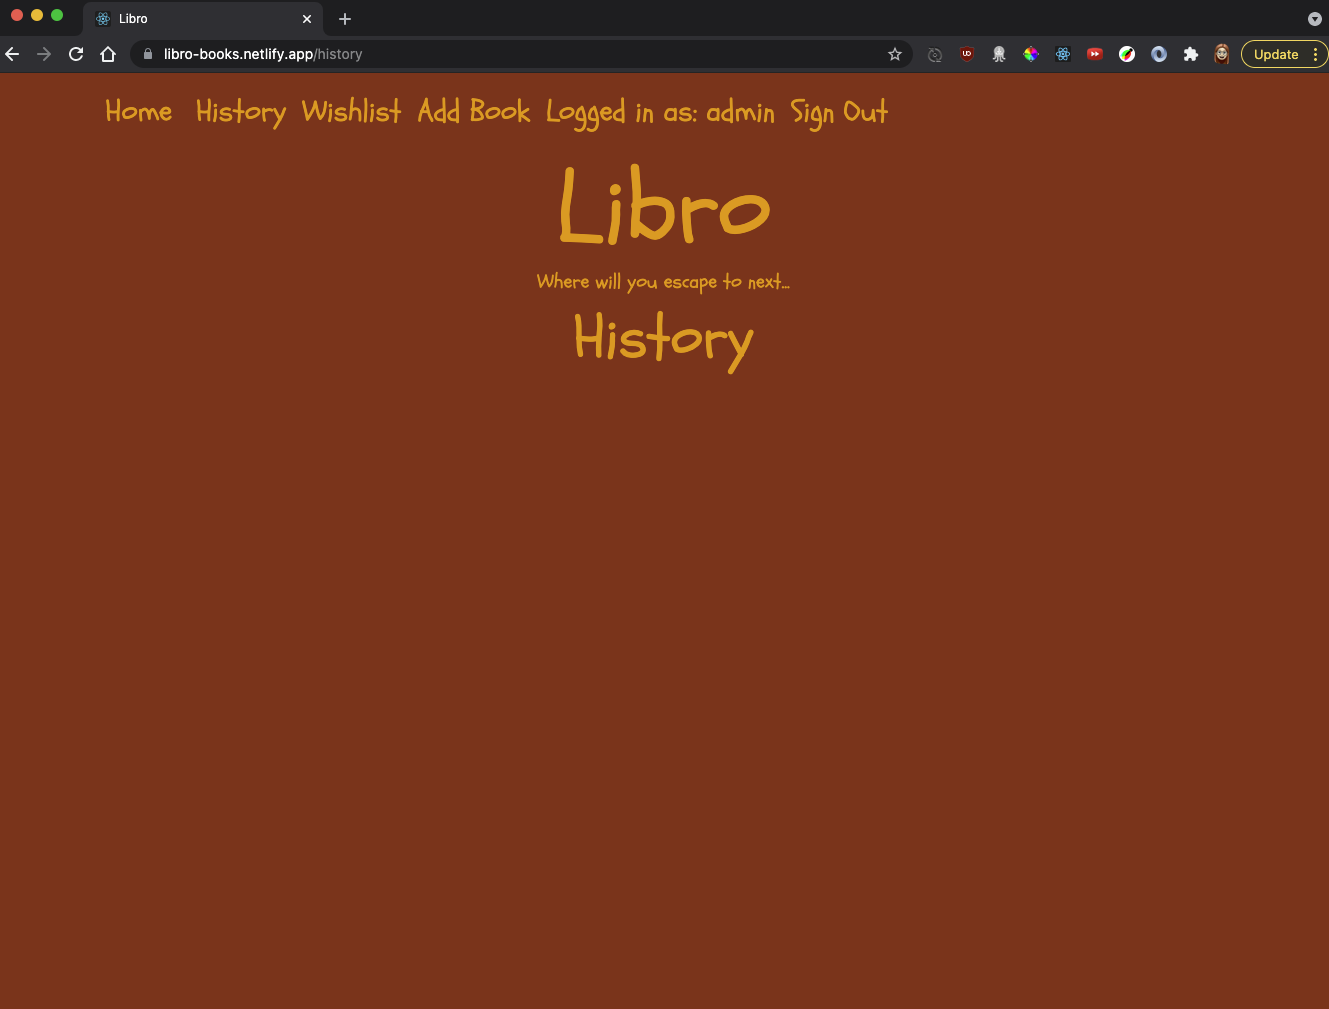 Libro
libro-books.netlify.app/history
UD
Update
Home History Wishlist Add Book Logged in as: admin Sign Out
Libro
Where will you escape to next...
History